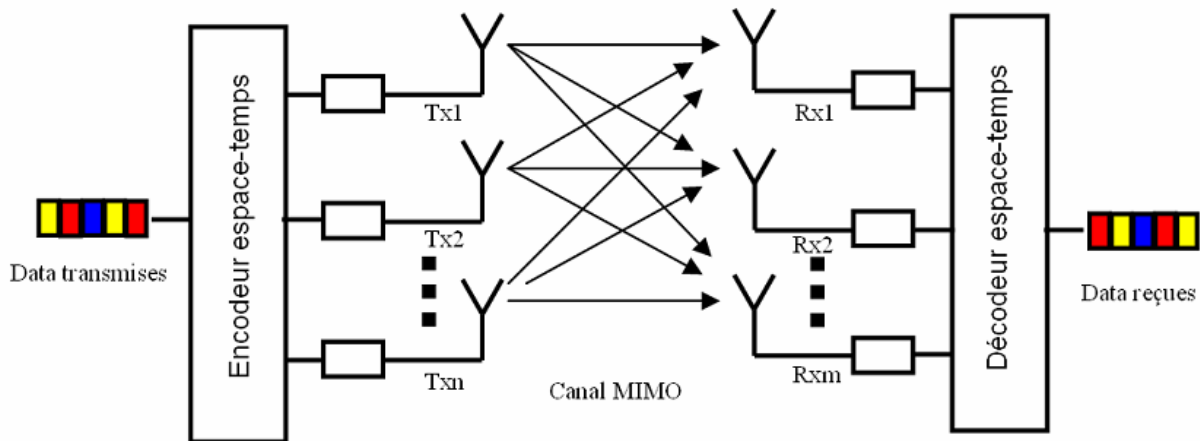 Data transmises
Encodeur espace-temps
Tx1
Tx2
Txn
Canal MIMO
Rx1
Rx2
Rxm
Décodeur espace-temps
Data reçues